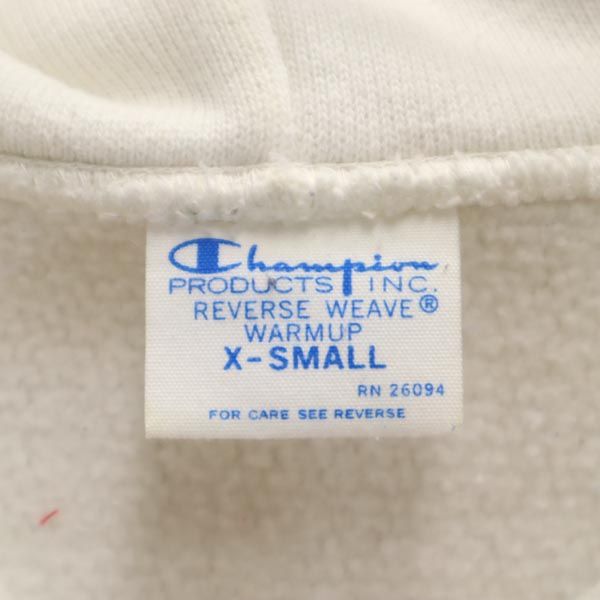 Champion
PRODUCTS INC.
REVERSE WEAVE®
WARMUP
X-SMALL
RN 26094
FOR CARE SEE REVERSE